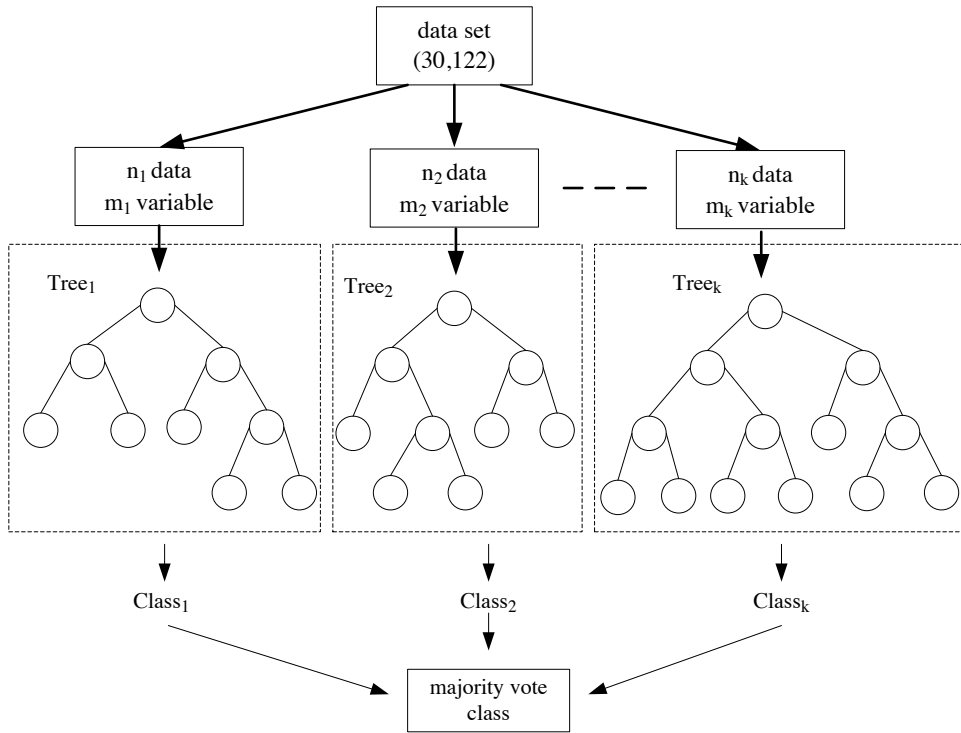 data set
(30,122)
n₁ data
m₁ variable
n₂ data
m₂ variable
nₖ data
mₖ variable
Tree₁
Tree₂
Treeₖ
Class₁
Class₂
Classₖ
majority vote
class